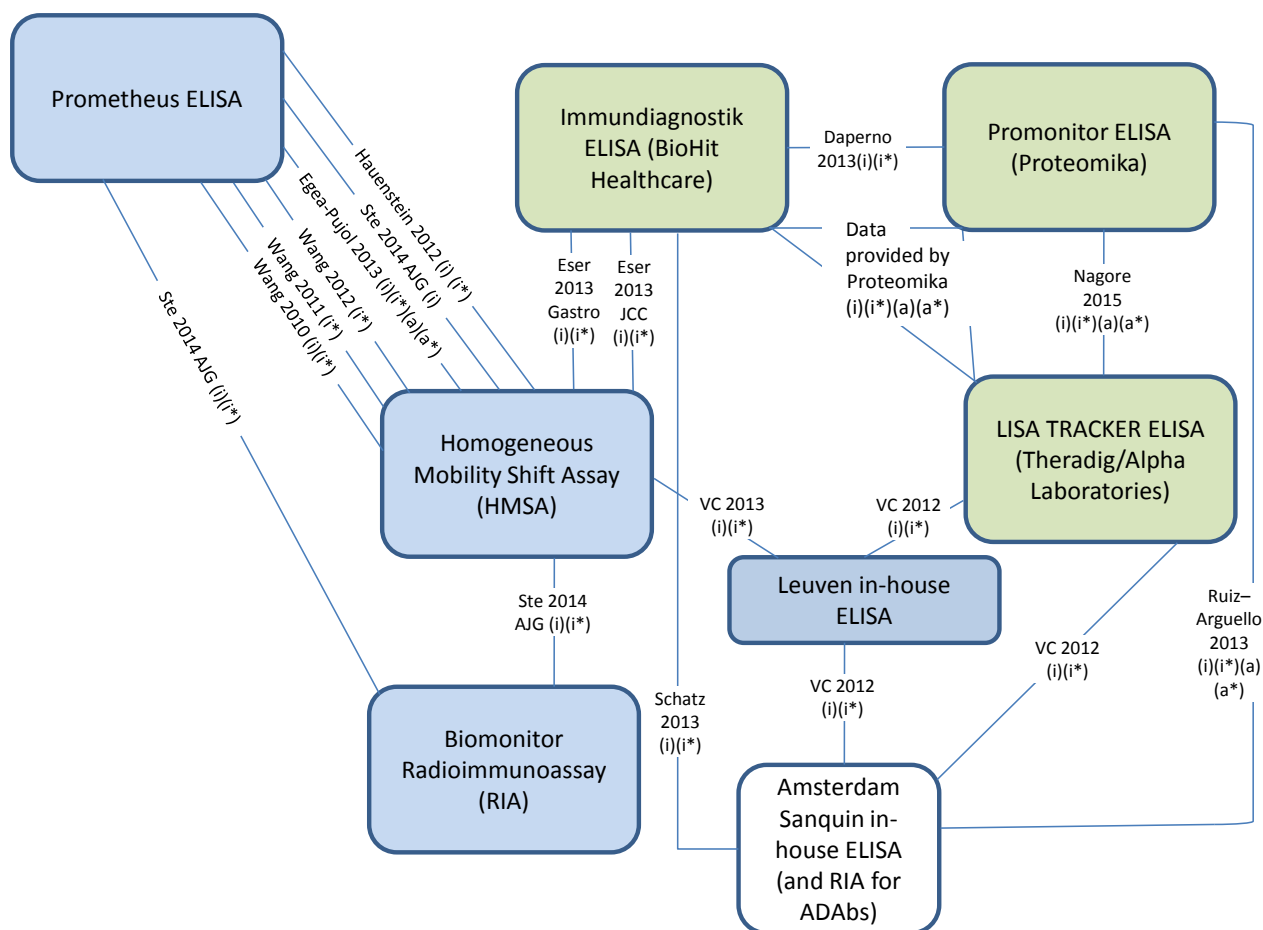 Prometheus ELISA
Immundiagnostik
ELISA (BioHit
Healthcare)
Daperno
2013(i)(i*)
Promonitor ELISA
(Proteomika)
Hauenstein 2012 (i) (i*)
Ste 2014 AJG (i)
Egea-Pujol 2013 (i)(i*)(a)(a*)
Wang 2012 (i*)
Wang 2011 (i*)
Wang 2010 (i)(i*)
Ste 2014 AJG (i)(i*)
Eser
2013
Gastro
(i)(i*)
Eser
2013
JCC
(i)(i*)
Data
provided by
Proteomika
(i)(i*)(a)(a*)
Nagore
2015
(i)(i*)(a)(a*)
Homogeneous
Mobility Shift Assay
(HMSA)
LISA TRACKER ELISA
(Theradig/Alpha
Laboratories)
VC 2013
(i)(i*)
VC 2012
(i)(i*)
Leuven in-house
ELISA
Ste 2014
AJG (i)(i*)
Ruiz–
Arguello
2013
(i)(i*)(a)
(a*)
VC 2012
(i)(i*)
VC 2012
(i)(i*)
Schatz
2013
(i)(i*)
Biomonitor
Radioimmunoassay
(RIA)
Amsterdam
Sanquin in-
house ELISA
(and RIA for
ADAbs)